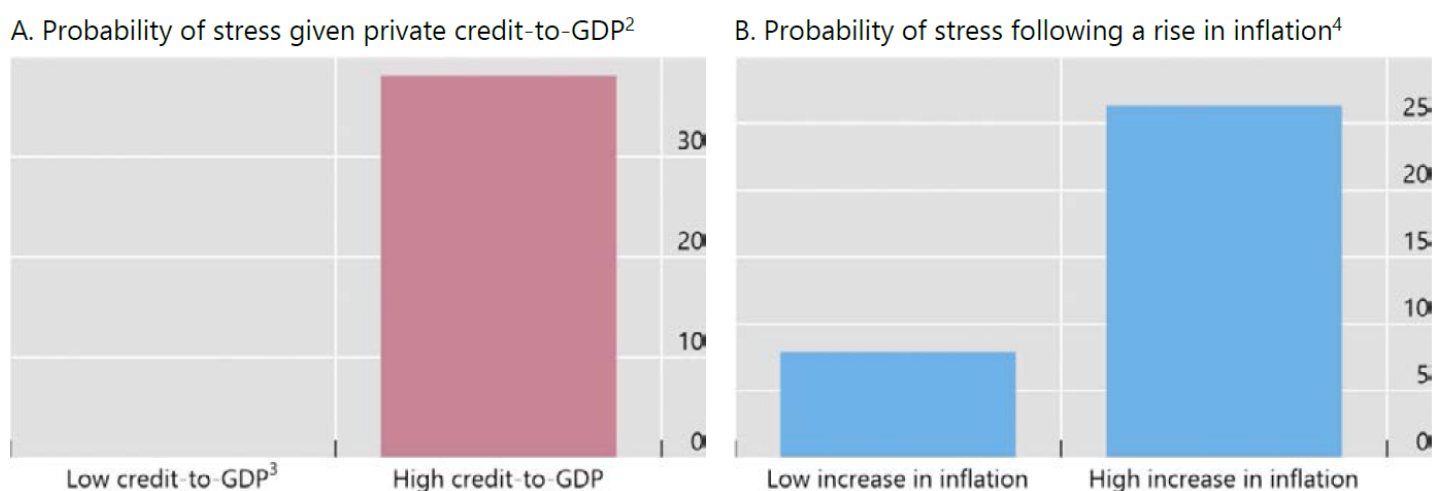 A. Probability of stress given private credit-to-GDP²
30
20
10
0
Low credit-to-GDP³
High credit-to-GDP
B. Probability of stress following a rise in inflation⁴
25
20
15
10
5
0
Low increase in inflation
High increase in inflation